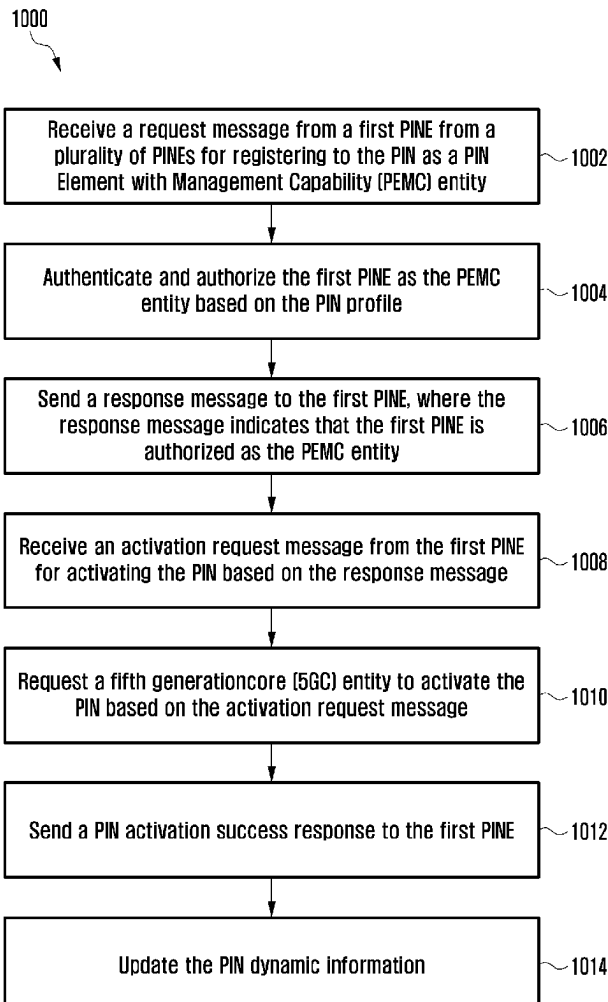 1000
Receive a request message from a first PINE from a
plurality of PINEs for registering to the PIN as a PIN
Element with Management Capability (PEMC) entity
1002
Authenticate and authorize the first PINE as the PEMC
entity based on the PIN profile
1004
Send a response message to the first PINE, where the
response message indicates that the first PINE is
authorized as the PEMC entity
1006
Receive an activation request message from the first PINE
for activating the PIN based on the response message
1008
Request a fifth generationcore (5GC) entity to activate the
PIN based on the activation request message
1010
Send a PIN activation success response to the first PINE
1012
Update the PIN dynamic information
1014